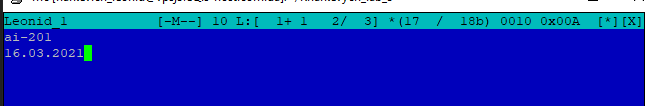 Leonid_1 [-M--] 10 L:[ 1+ 1 2/ 3] *(17 / 18b) 0010 0x00A [*][X]
ai-201
16.03.2021